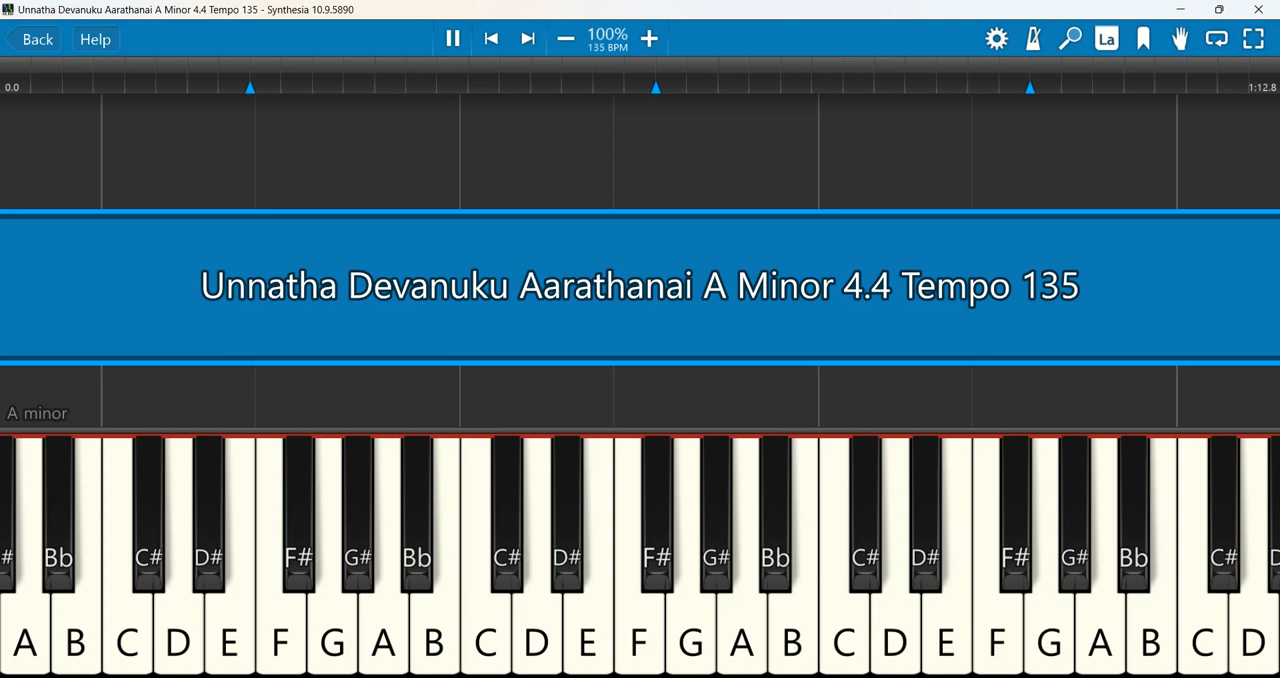 Unnatha Devanuku Aarathanai A Minor 4.4 Tempo 135 - Synthesia 10.9.5890
Back Help 100% La
135 BPM
0.0 1:12.8
Unnatha Devanuku Aarathanai A Minor 4.4 Tempo 135
A minor
# Bb C# D# F# G# Bb C# D# F# G# Bb C# D# F# G# Bb C# D
A B C D E F G A B C D E F G A B C D E F G A B C D